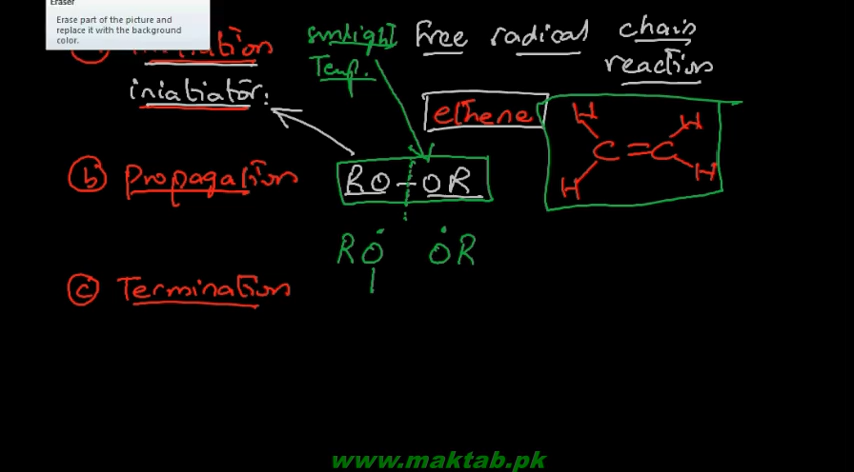 Eraser
Erase part of the picture and
replace it with the background
color.
sunlight Free radical chain
Temp. reaction
iniatiator.
ethene
H H
C = C
H H
(b) Propagation
RO - OR
RO OR
(c) Termination
www.maktab.pk